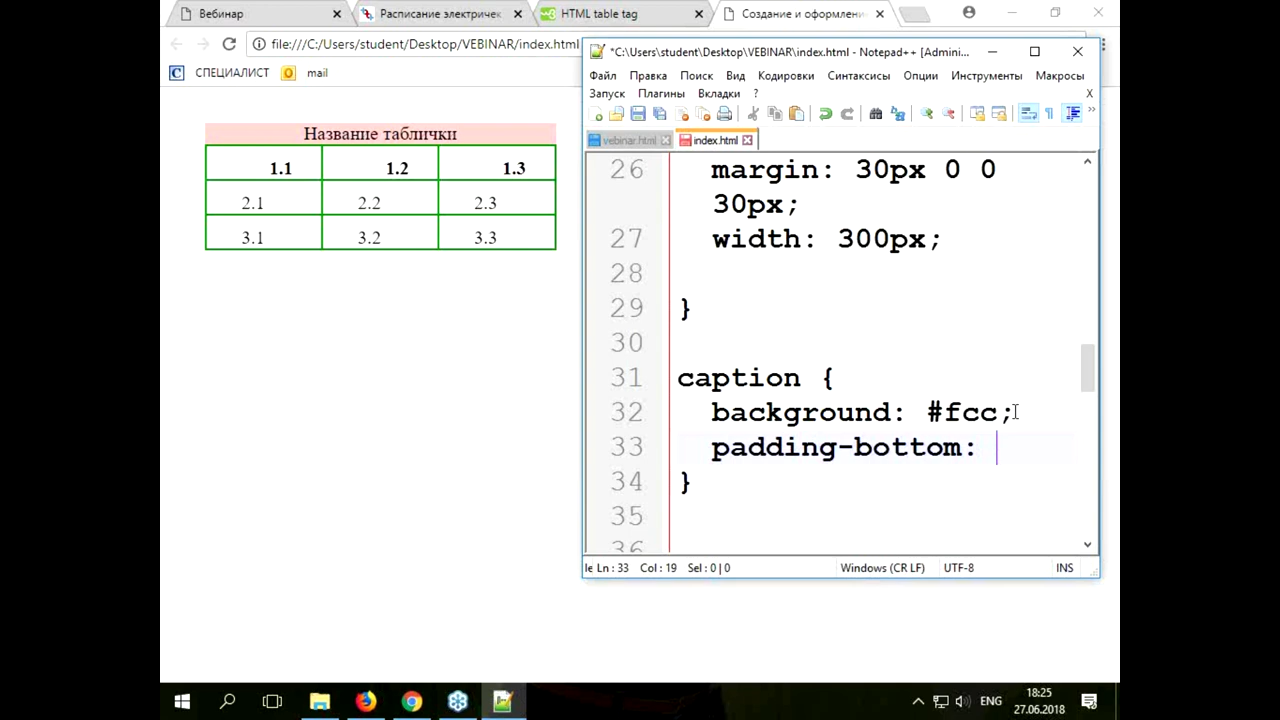 Вебинар
Расписание электричек
HTML table tag
Создание и оформлени
file:///C:/Users/student/Desktop/VEBINAR/index.html
СПЕЦИАЛИСТ
mail
*C:\Users\student\Desktop\VEBINAR\index.html - Notepad++ [Admini...
Файл Правка Поиск Вид Кодировки Синтаксисы Опции Инструменты Макросы
Запуск Плагины Вкладки ? X
vebinar.html index.html
Название таблички
1.1 1.2 1.3
2.1 2.2 2.3
3.1 3.2 3.3
26 margin: 30px 0 0
30px;
27 width: 300px;
28
29 }
30
31 caption {
32 background: #fcc;
33 padding-bottom:
34 }
35
36
le Ln : 33 Col : 19 Sel : 0 | 0 Windows (CR LF) UTF-8 INS
ENG
18:25
27.06.2018